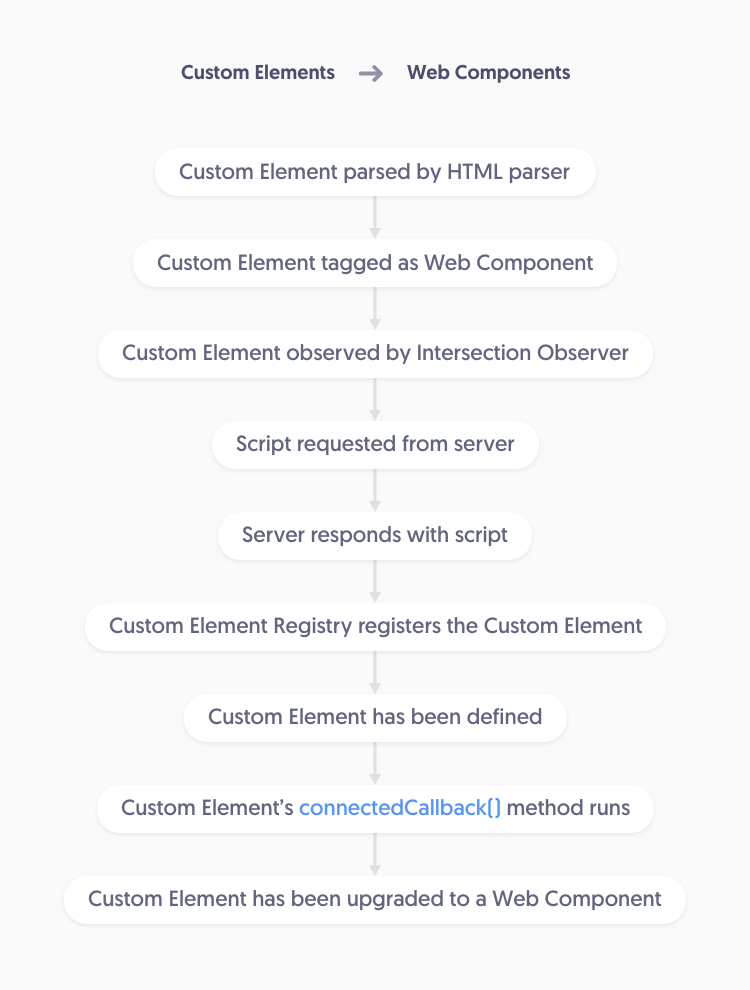 Custom Elements → Web Components
Custom Element parsed by HTML parser
Custom Element tagged as Web Component
Custom Element observed by Intersection Observer
Script requested from server
Server responds with script
Custom Element Registry registers the Custom Element
Custom Element has been defined
Custom Element’s connectedCallback() method runs
Custom Element has been upgraded to a Web Component